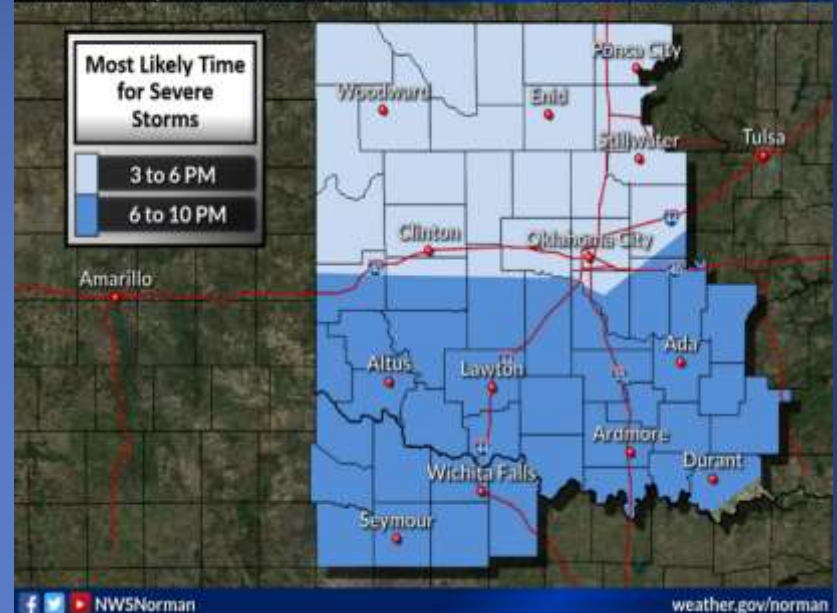 Most Likely Time
for Severe
Storms
3 to 6 PM
6 to 10 PM
Ponca City
Woodward
Enid
Stillwater
Tulsa
Clinton
Oklahoma City
Amarillo
Altus
Lawton
Ada
Ardmore
Durant
Wichita Falls
Seymour
NWSNorman
weather.gov/norman